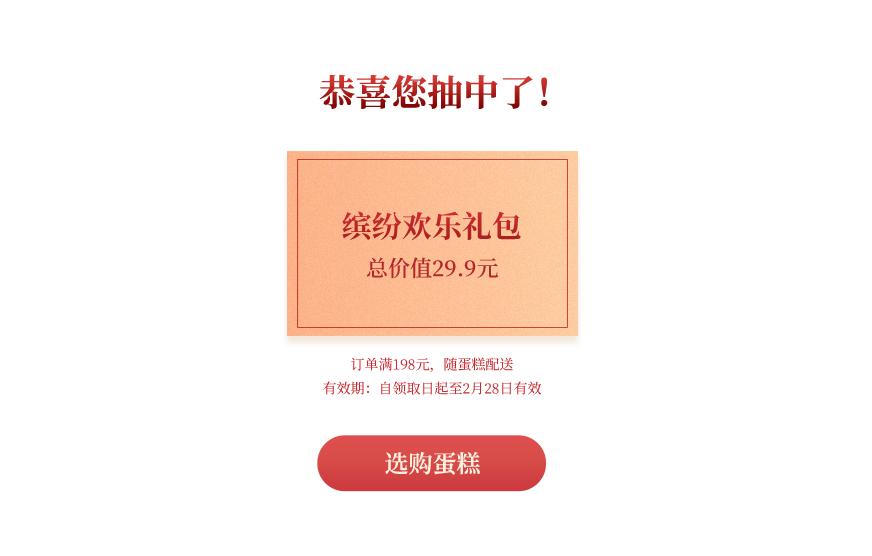 恭喜您抽中了！
缤纷欢乐礼包
总价值29.9元
订单满198元，随蛋糕配送
有效期：自领取日起至2月28日有效
选购蛋糕